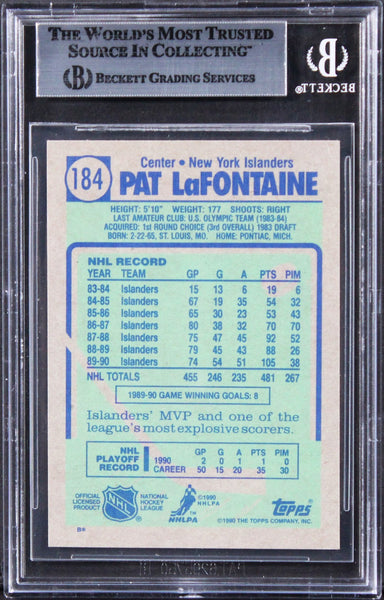 THE WORLD'S MOST TRUSTED
SOURCE IN COLLECTING™
B BECKETT GRADING SERVICES
B
BECKETT
184
Center • New York Islanders
PAT LaFONTAINE
HEIGHT: 5'10" WEIGHT: 177 SHOOTS: RIGHT
LAST AMATEUR CLUB: U.S. OLYMPIC TEAM (1983-84)
ACQUIRED: 1st ROUND CHOICE (3rd OVERALL) 1983 DRAFT
BORN: 2-22-65, ST. LOUIS, MO. HOME: PONTIAC, MICH.
NHL RECORD
YEAR TEAM GP G A PTS PIM
83-84 Islanders 15 13 6 19 6
84-85 Islanders 67 19 35 54 32
85-86 Islanders 65 30 23 53 43
86-87 Islanders 80 38 32 70 70
87-88 Islanders 75 47 45 92 52
88-89 Islanders 79 45 43 88 26
89-90 Islanders 74 54 51 105 38
NHL TOTALS 455 246 235 481 267
1989-90 GAME WINNING GOALS: 8
Islanders' MVP and one of the
league's most explosive scorers.
NHL PLAYOFF RECORD GP G A PTS PIM
1990 2 0 1 1 0
CAREER 50 15 20 35 30
OFFICIAL LICENSED PRODUCT
NHL
NATIONAL HOCKEY LEAGUE
©1990 NHLPA
NHLPA
Topps
©1990 THE TOPPS COMPANY, INC.
B*